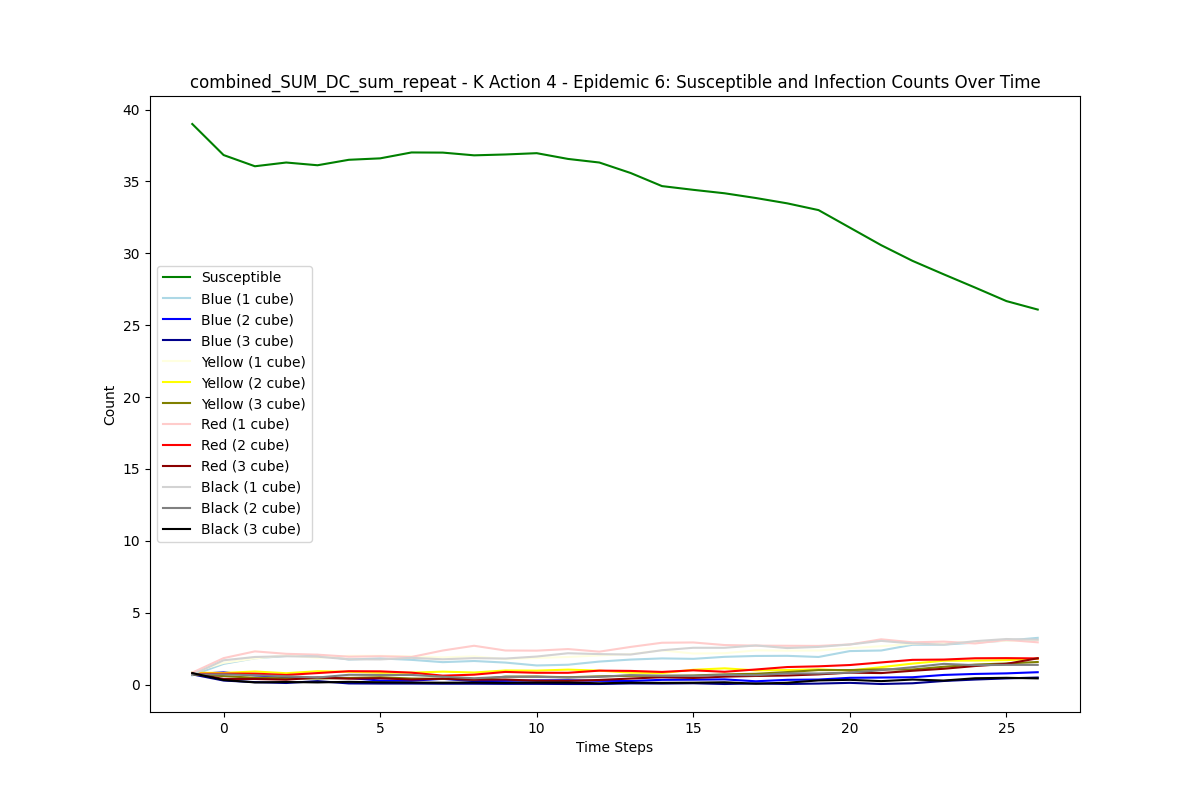 combined_SUM_DC_sum_repeat - K Action 4 - Epidemic 6: Susceptible and Infection Counts Over Time
40
35
30
25
20
15
10
5
0
Count
Susceptible
Blue (1 cube)
Blue (2 cube)
Blue (3 cube)
Yellow (1 cube)
Yellow (2 cube)
Yellow (3 cube)
Red (1 cube)
Red (2 cube)
Red (3 cube)
Black (1 cube)
Black (2 cube)
Black (3 cube)
0 5 10 15 20 25
Time Steps